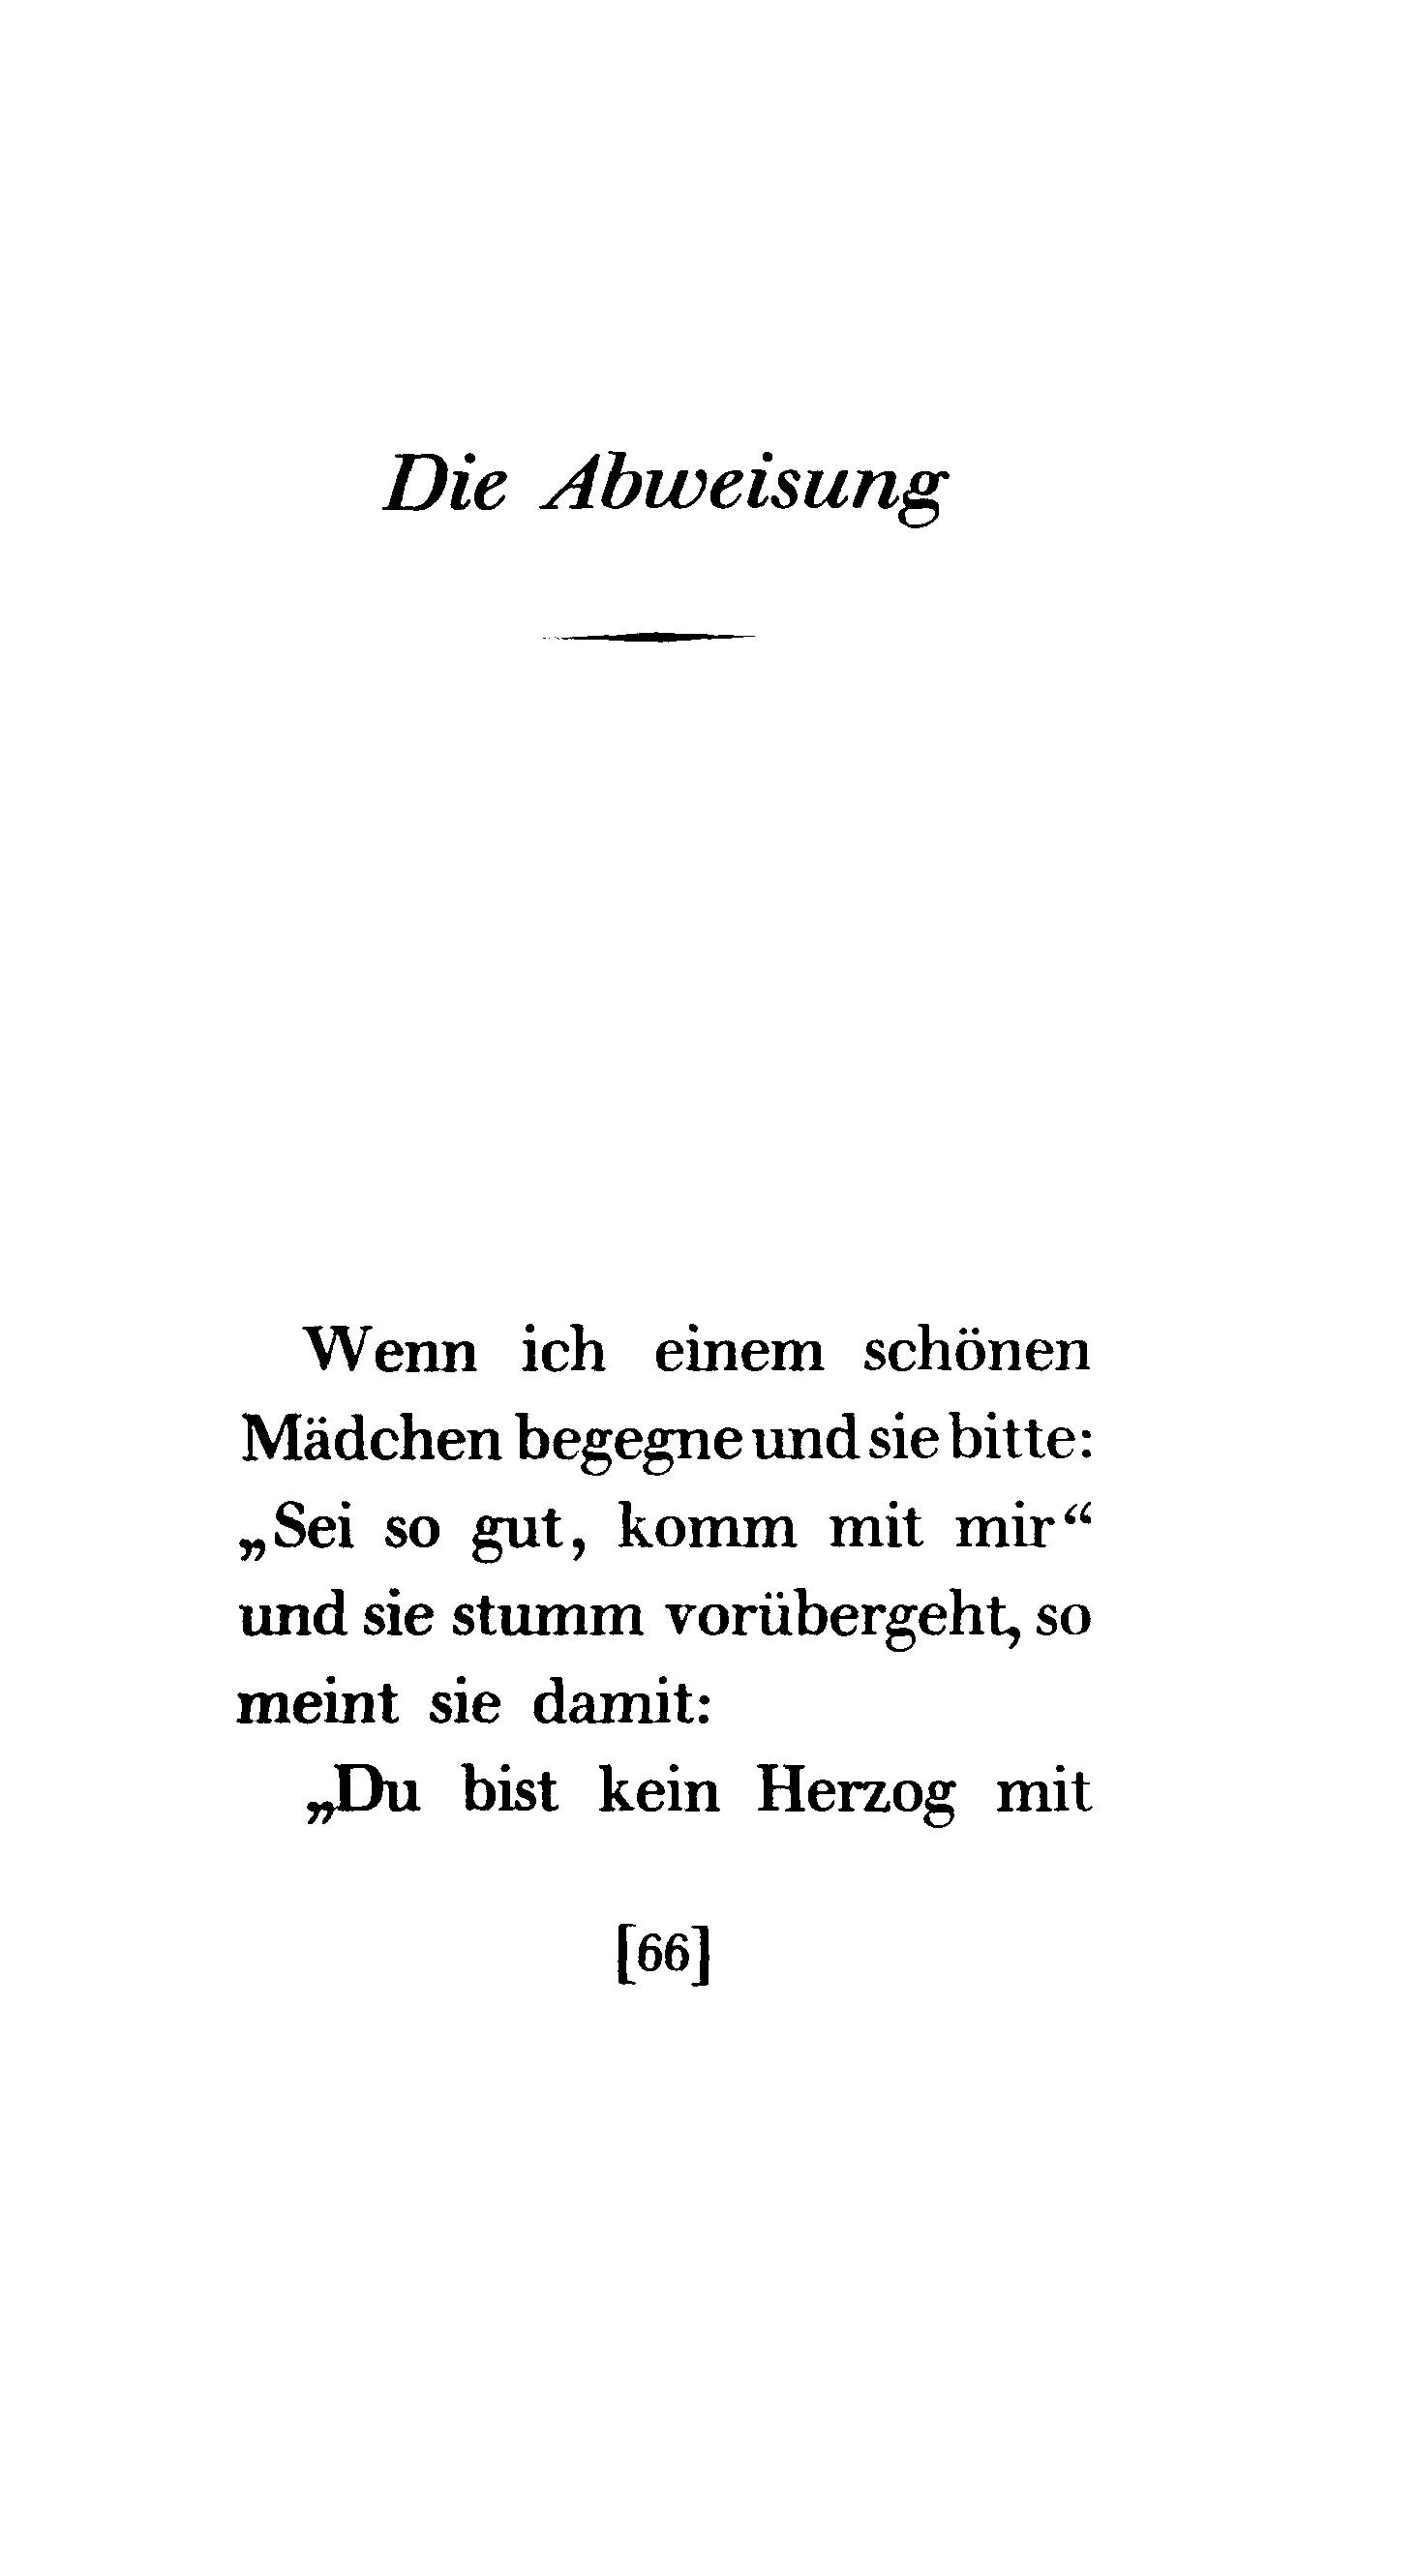 Die Abweisung
Wenn ich einem schönen
Mädchen begegne und sie bitte:
„Sei so gut, komm mit mir“
und sie stumm vorübergeht, so
meint sie damit:
„Du bist kein Herzog mit
[66]